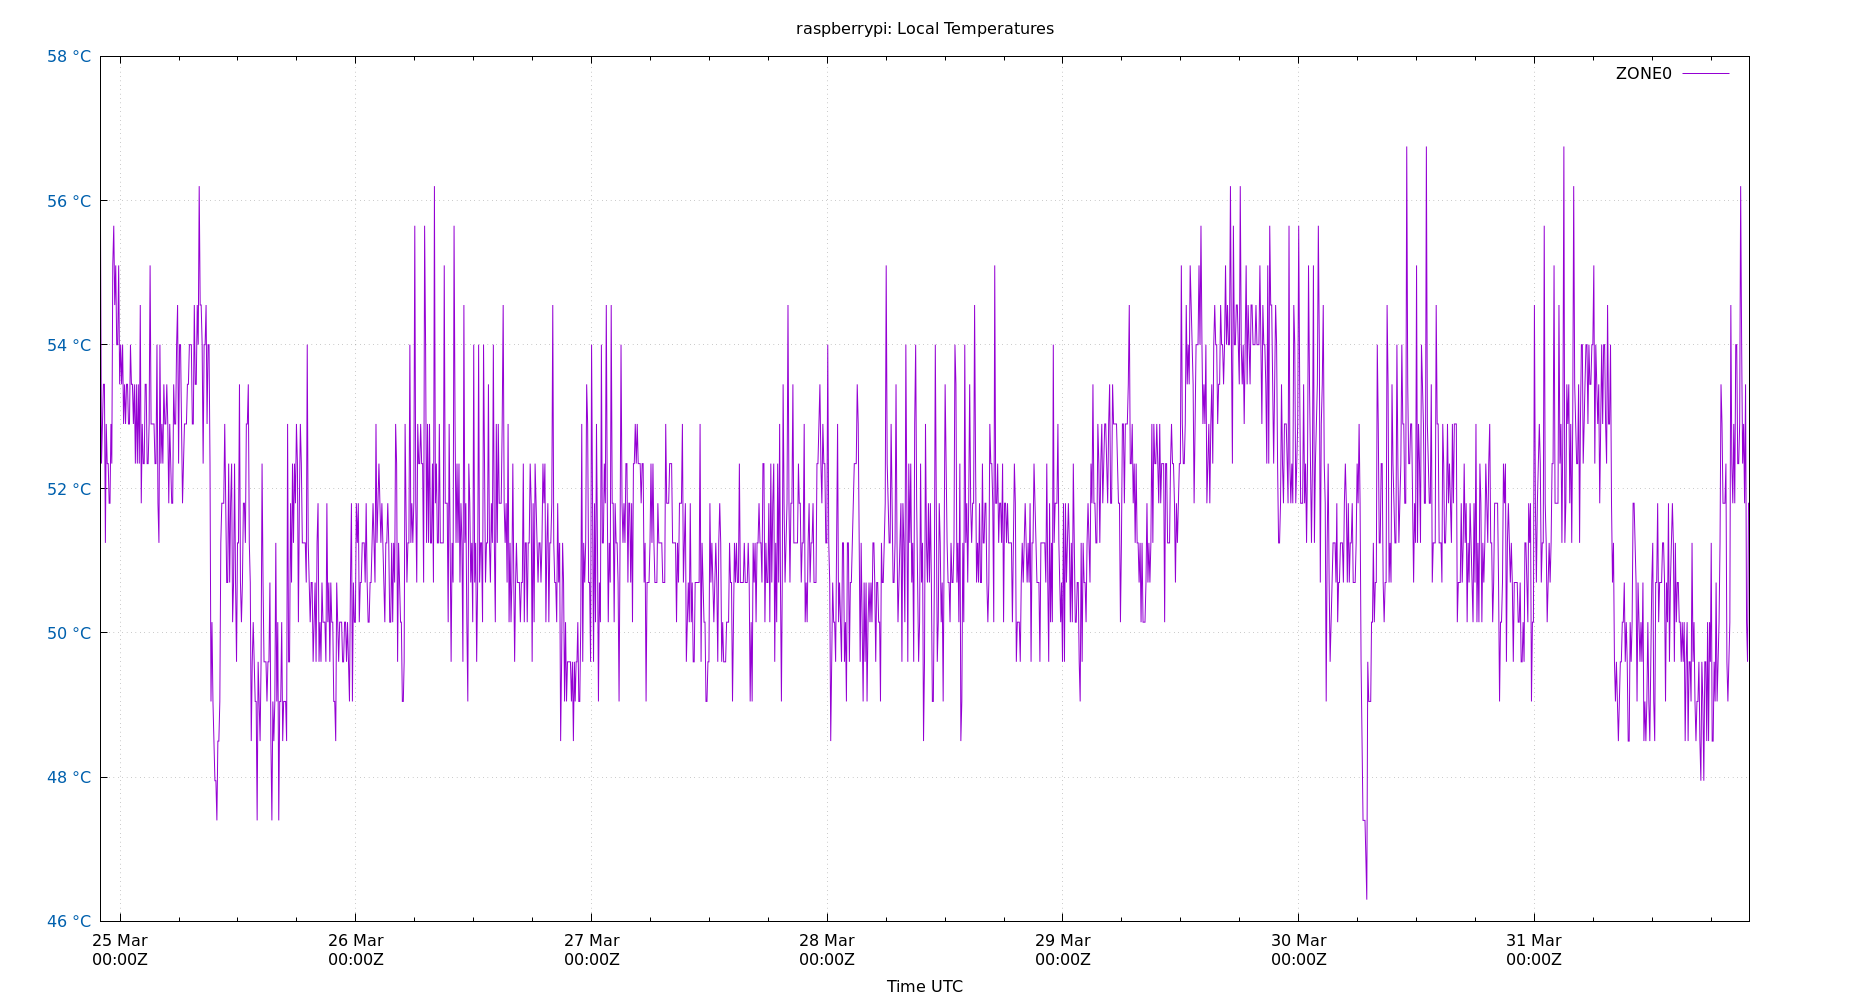 raspberrypi: Local Temperatures
58 °C
ZONE0
56 °C
54 °C
52 °C
50 °C
48 °C
46 °C
25 Mar 26 Mar 27 Mar 28 Mar 29 Mar 30 Mar 31 Mar
00:00Z 00:00Z 00:00Z 00:00Z 00:00Z 00:00Z 00:00Z
Time UTC